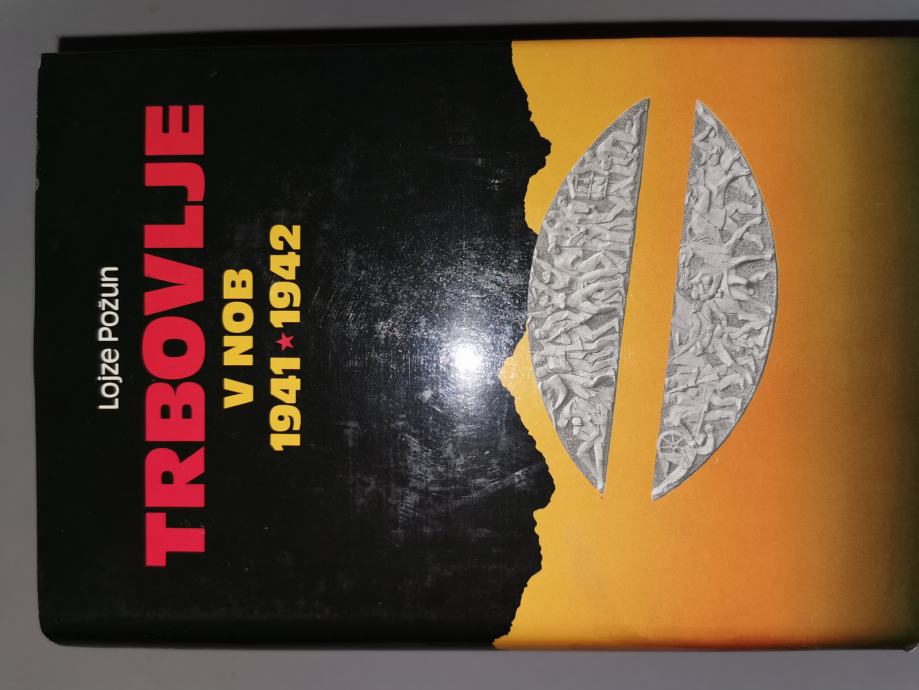 Lojze Požun
TRBOVLJE
V NOB
1941★1942